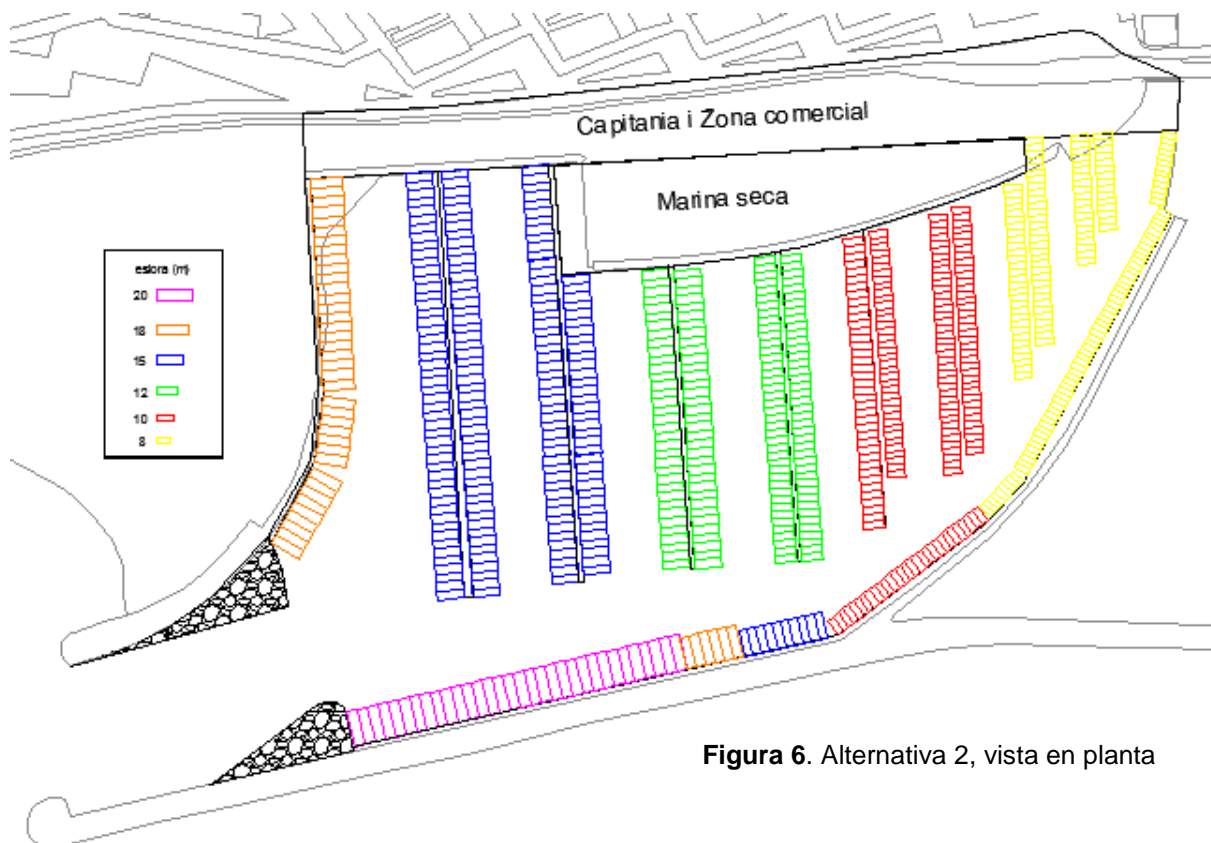 Capitania i Zona comercial
Marina seca
eslora (m)
20
18
15
12
10
8
Figura 6. Alternativa 2, vista en planta